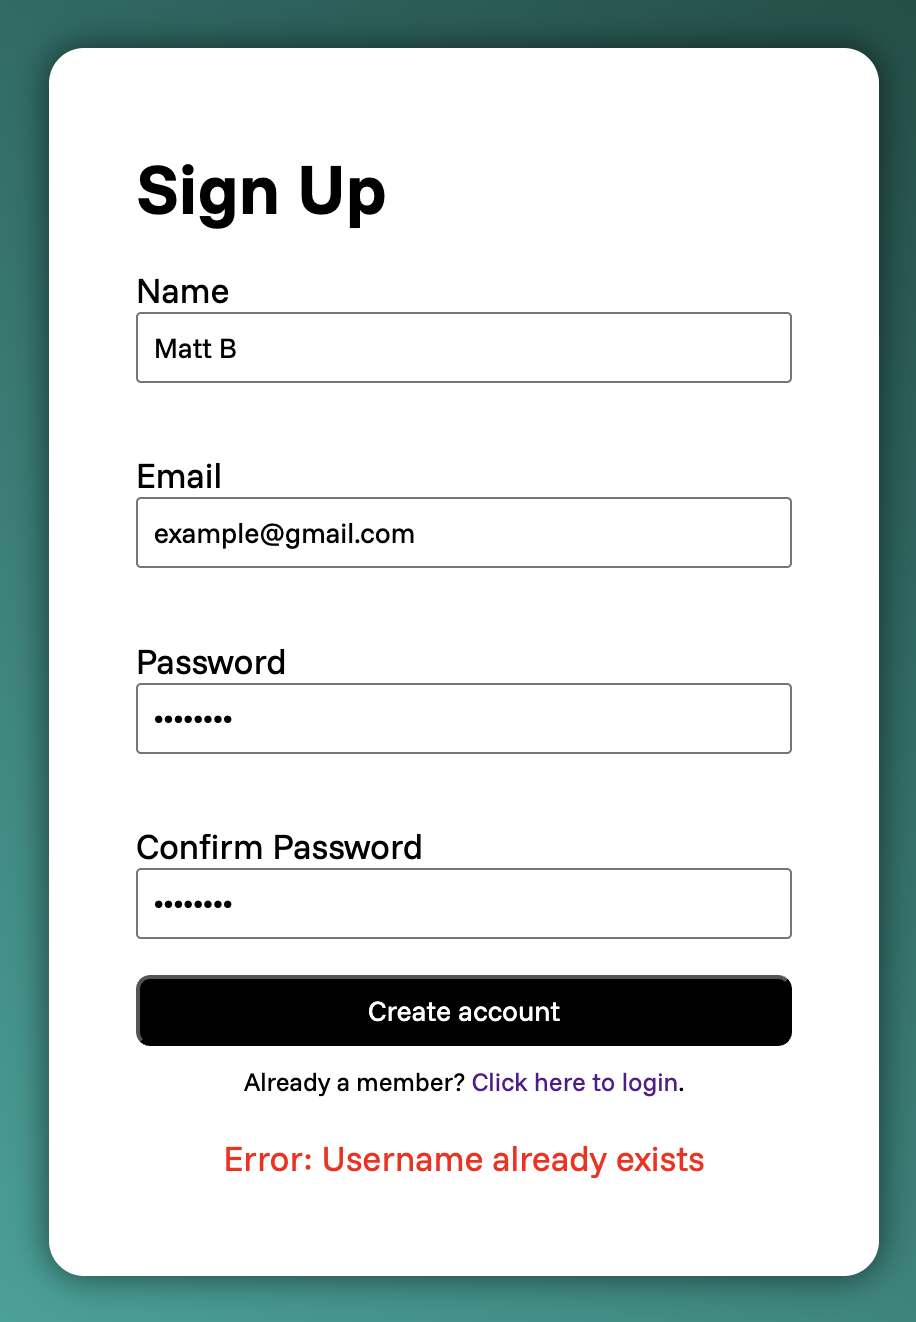 Sign Up
Name
Matt B
Email
example@gmail.com
Password
••••••••
Confirm Password
••••••••
Create account
Already a member? Click here to login.
Error: Username already exists